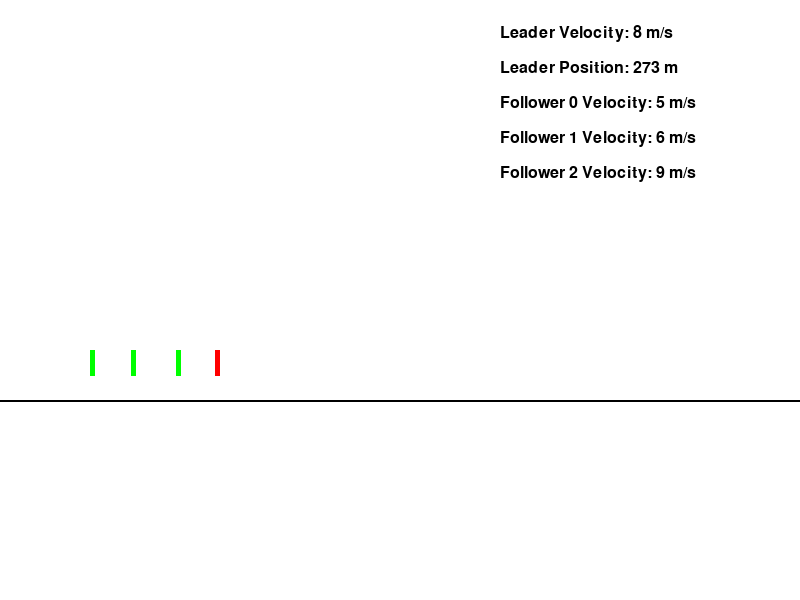 Leader Velocity: 8 m/s
Leader Position: 273 m
Follower 0 Velocity: 5 m/s
Follower 1 Velocity: 6 m/s
Follower 2 Velocity: 9 m/s